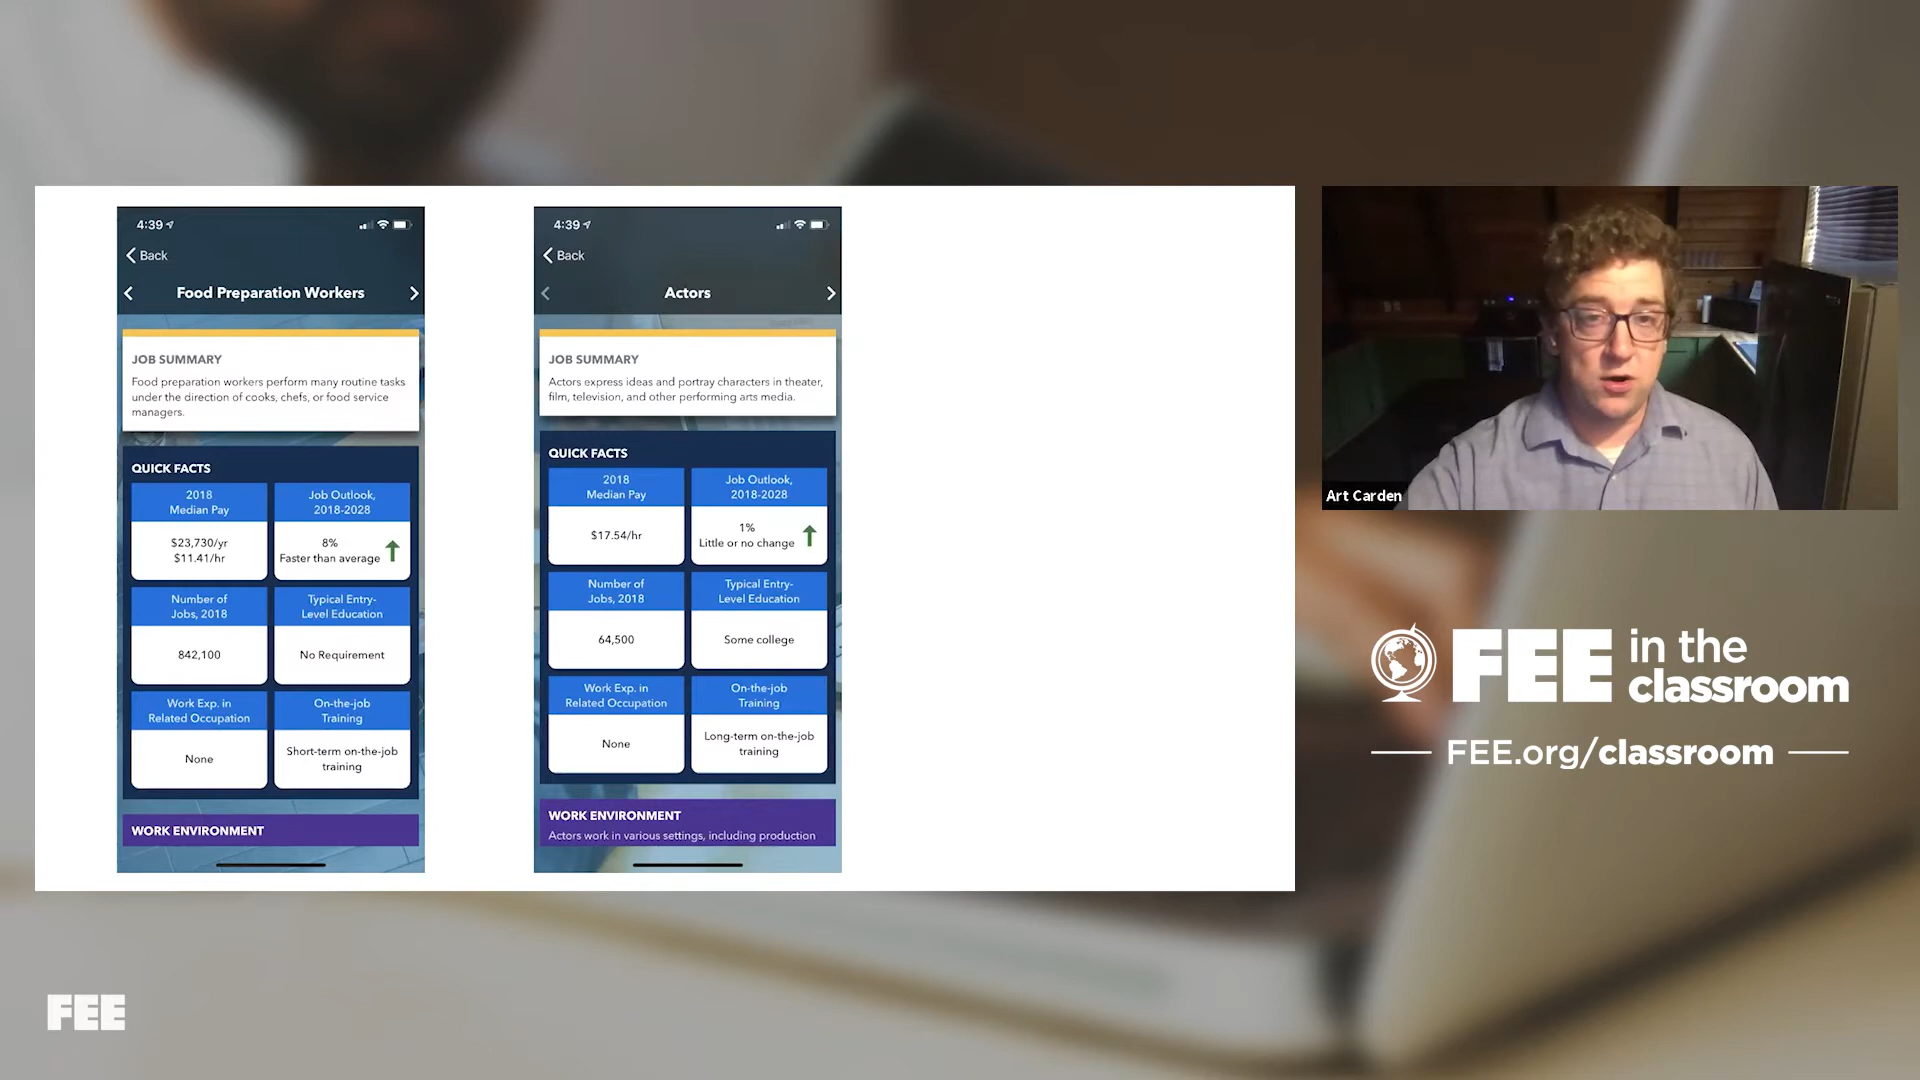 4:39
Back
Food Preparation Workers
JOB SUMMARY
Food preparation workers perform many routine tasks
under the direction of cooks, chefs, or food service
managers.
QUICK FACTS
2018
Median Pay
$23,730/yr
$11.41/hr
Job Outlook,
2018-2028
8%
Faster than average
Number of
Jobs, 2018
842,100
Typical Entry-
Level Education
No Requirement
Work Exp. in
Related Occupation
None
On-the-job
Training
Short-term on-the-job
training
WORK ENVIRONMENT
4:39
Back
Actors
JOB SUMMARY
Actors express ideas and portray characters in theater,
film, television, and other performing arts media.
QUICK FACTS
2018
Median Pay
$17.54/hr
Job Outlook,
2018-2028
1%
Little or no change
Number of
Jobs, 2018
64,500
Typical Entry-
Level Education
Some college
Work Exp. in
Related Occupation
None
On-the-job
Training
Long-term on-the-job
training
WORK ENVIRONMENT
Actors work in various settings, including production
Art Carden
FEE in the
classroom
FEE.org/classroom
FEE